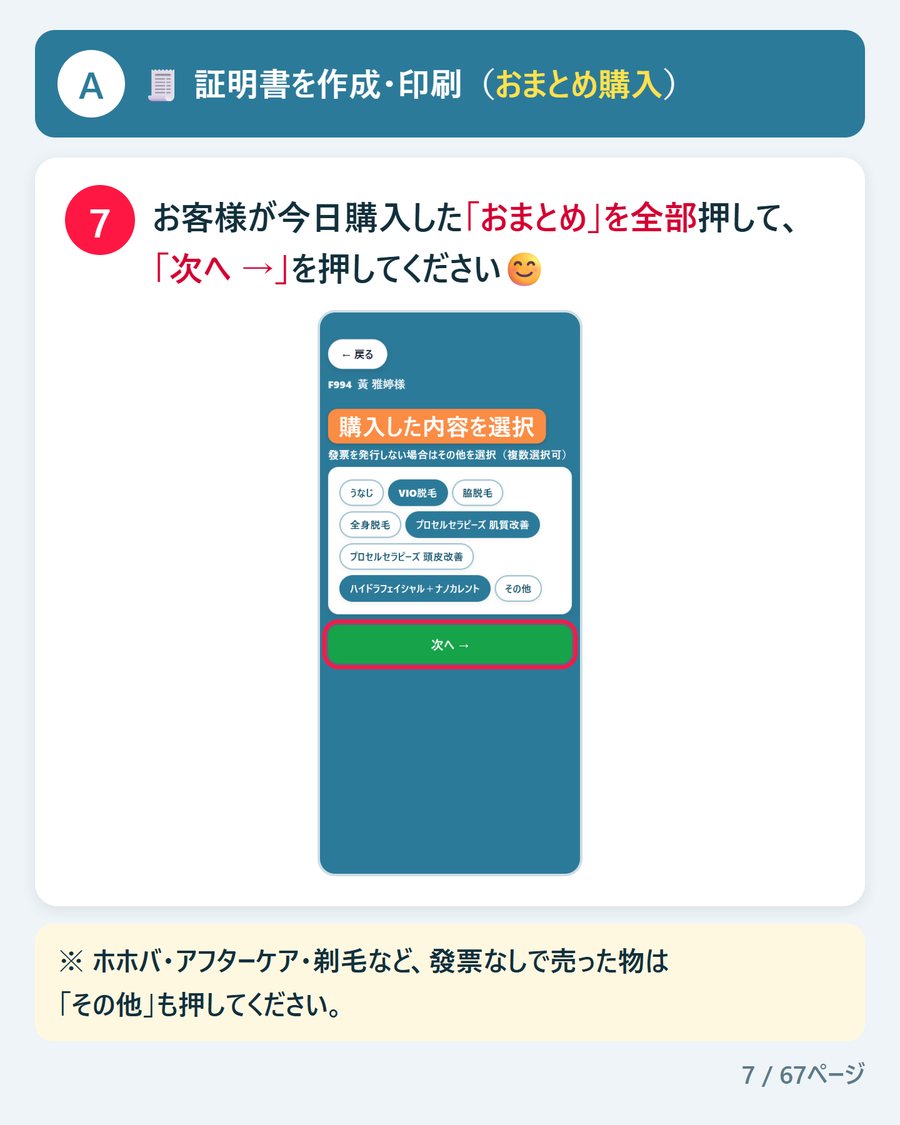 A 証明書を作成・印刷（おまとめ購入）
7 お客様が今日購入した「おまとめ」を全部押して、
「次へ →」を押してください😊
← 戻る
F994 黃 雅婷様
購入した内容を選択
發票を発行しない場合はその他を選択（複数選択可）
うなじ VIO脱毛 脇脱毛
全身脱毛 プロセルセラピーズ 肌質改善
プロセルセラピーズ 頭皮改善
ハイドラフェイシャル＋ナノカレント その他
次へ →
※ ホホバ・アフターケア・剃毛など、發票なしで売った物は
「その他」も押してください。
7 / 67ページ